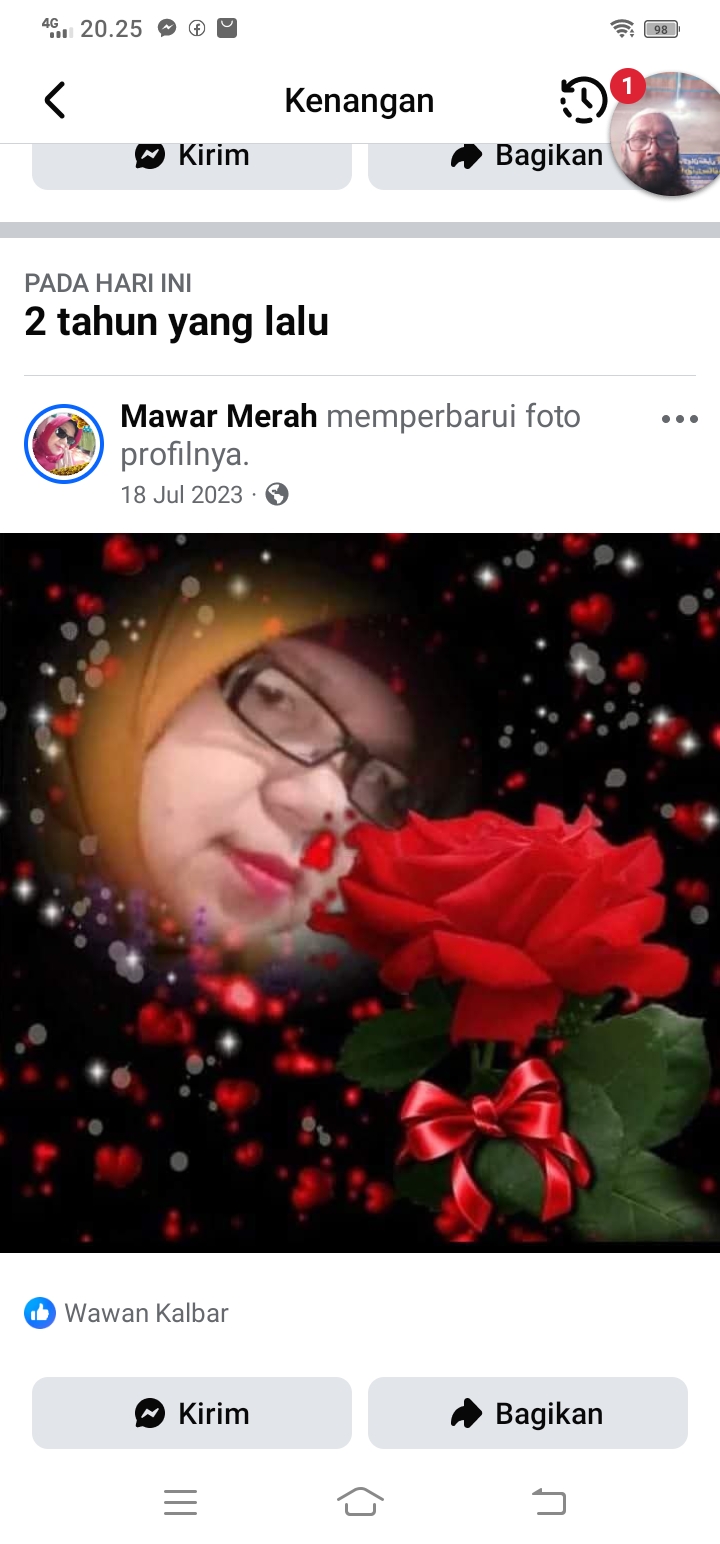 4G 20.25 98
Kenangan
1
Kirim Bagikan
PADA HARI INI
2 tahun yang lalu
Mawar Merah memperbarui foto
profilnya.
18 Jul 2023 ·
Wawan Kalbar
Kirim Bagikan